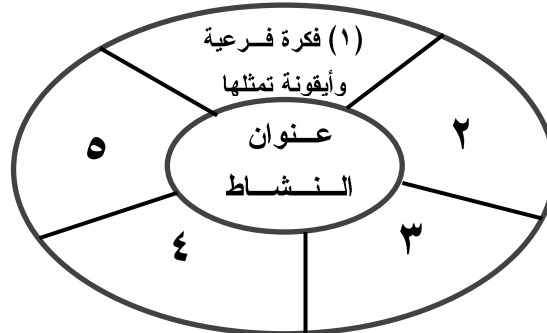 (١) فكرة فــرعية
وأيقونة تمثلها
عــنوان
الــنــشــاط
٢
٣
٤
٥